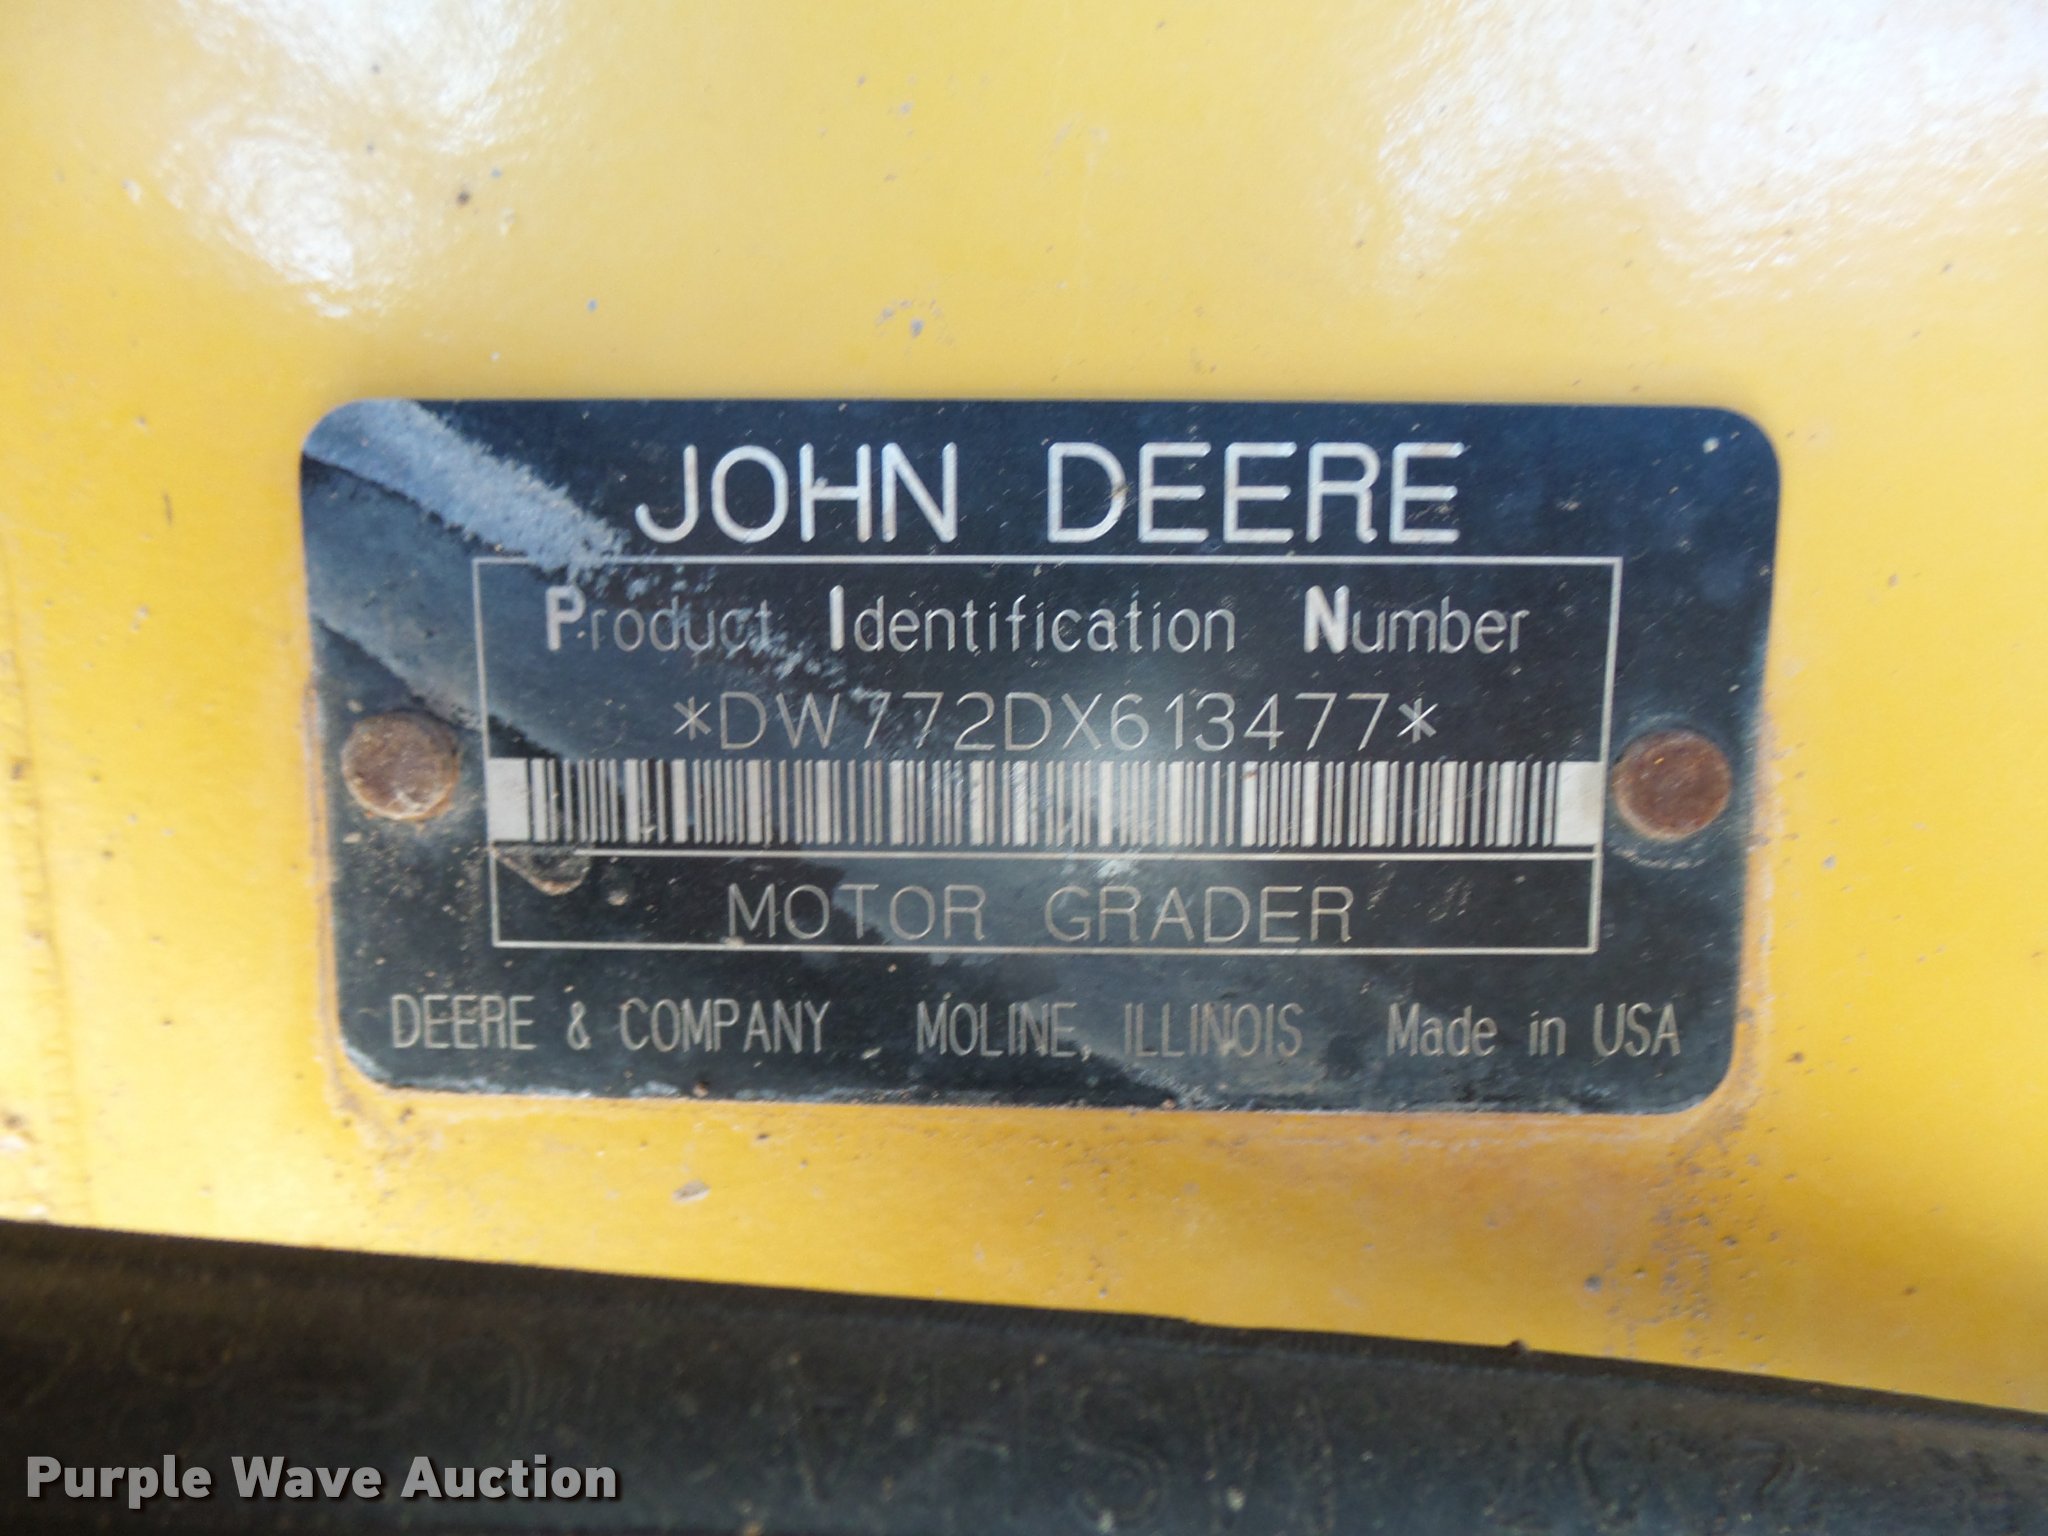 JOHN DEERE
Product Identification Number
*DW772DX613477*
MOTOR GRADER
DEERE & COMPANY MOLINE, ILLINOIS Made in USA
Purple Wave Auction